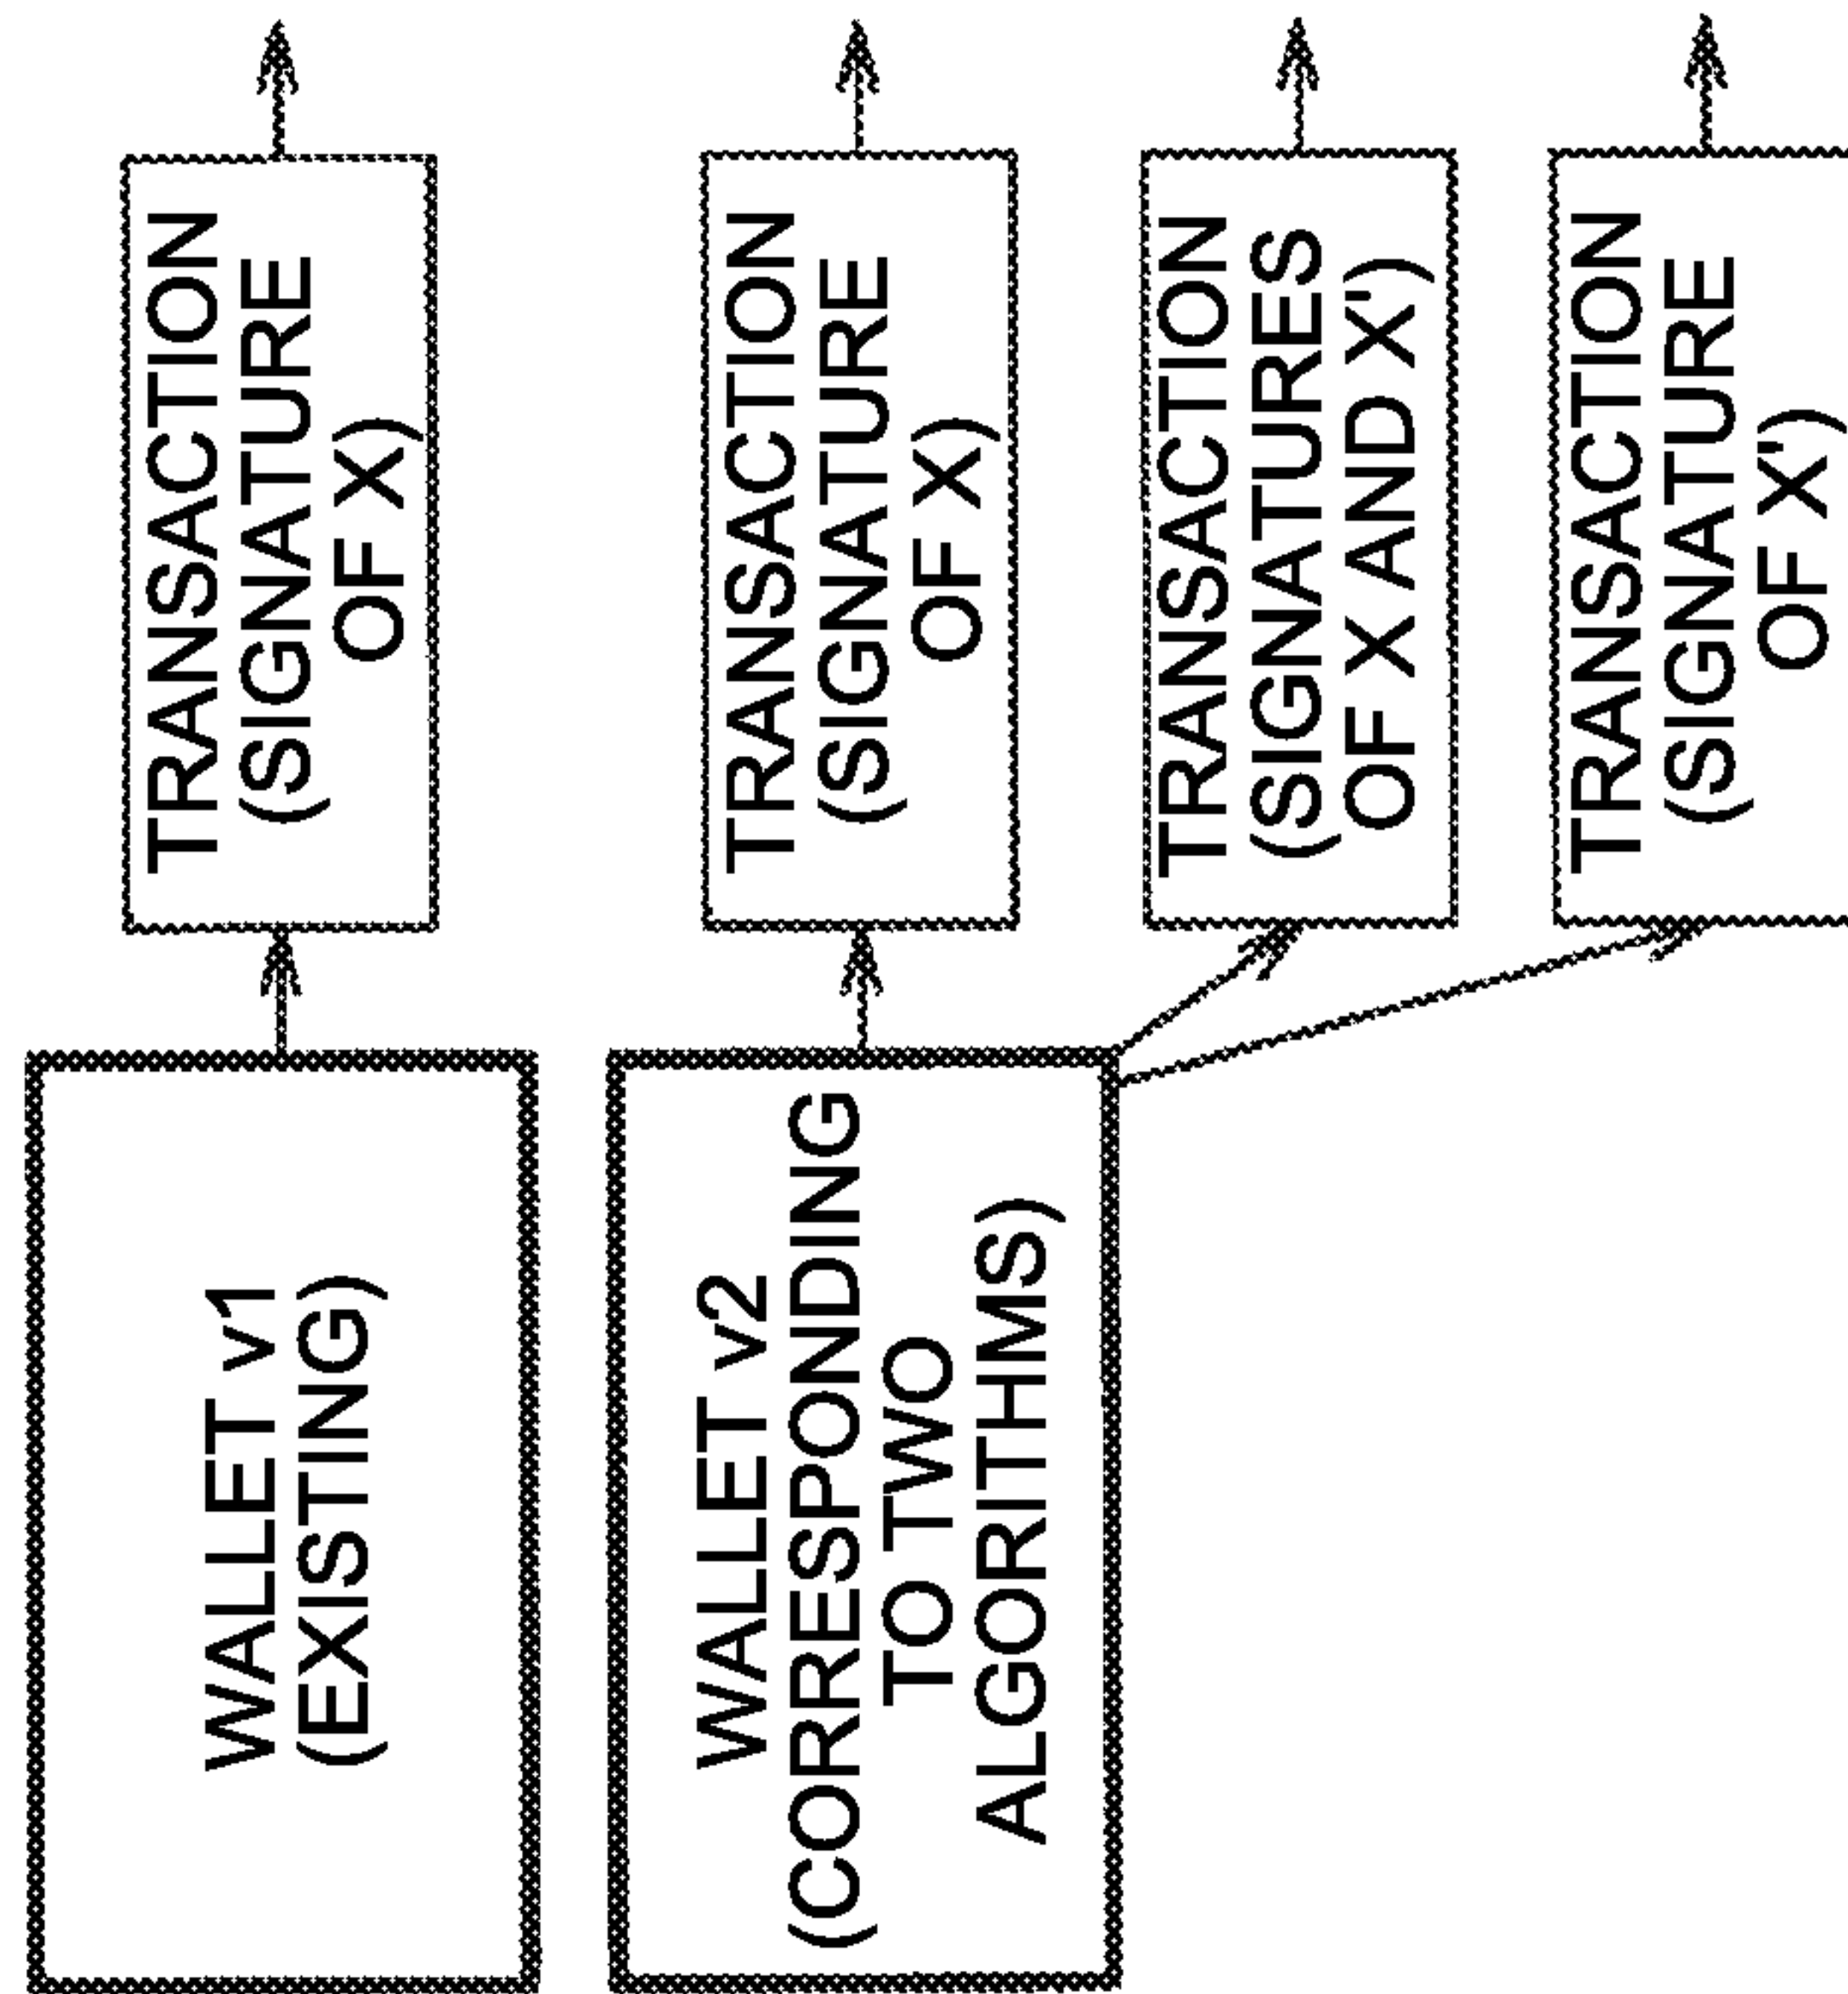 WALLET v1
(EXISTING)
TRANSACTION
(SIGNATURE
OF X)
WALLET v2
(CORRESPONDING
TO TWO
ALGORITHMS)
TRANSACTION
(SIGNATURE
OF X)
TRANSACTION
(SIGNATURES
OF X AND X')
TRANSACTION
(SIGNATURE
OF X')